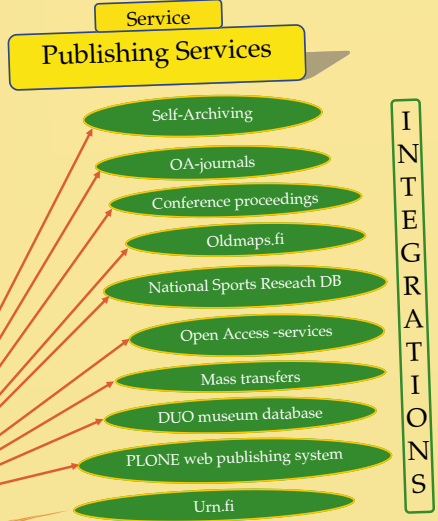 Service
Publishing Services
Self-Archiving
OA-journals
Conference proceedings
Oldmaps.fi
National Sports Reseach DB
Open Access -services
Mass transfers
DUO museum database
PLONE web publishing system
Urn.fi
INTEGRATIONS